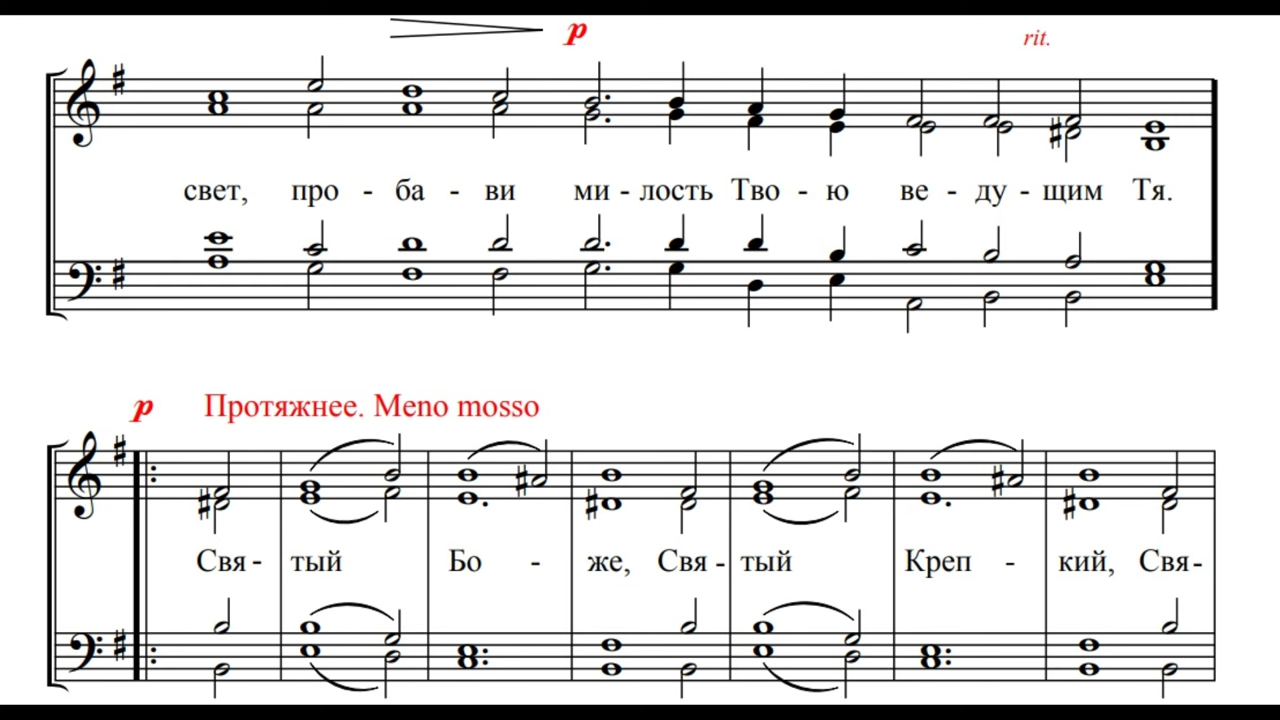 p
rit.
свет, про - ба - ви ми - лость Тво - ю ве - ду - щим Тя.
p Протяжнее. Meno mosso
Свя - тый Бо - же, Свя - тый Креп - кий, Свя-